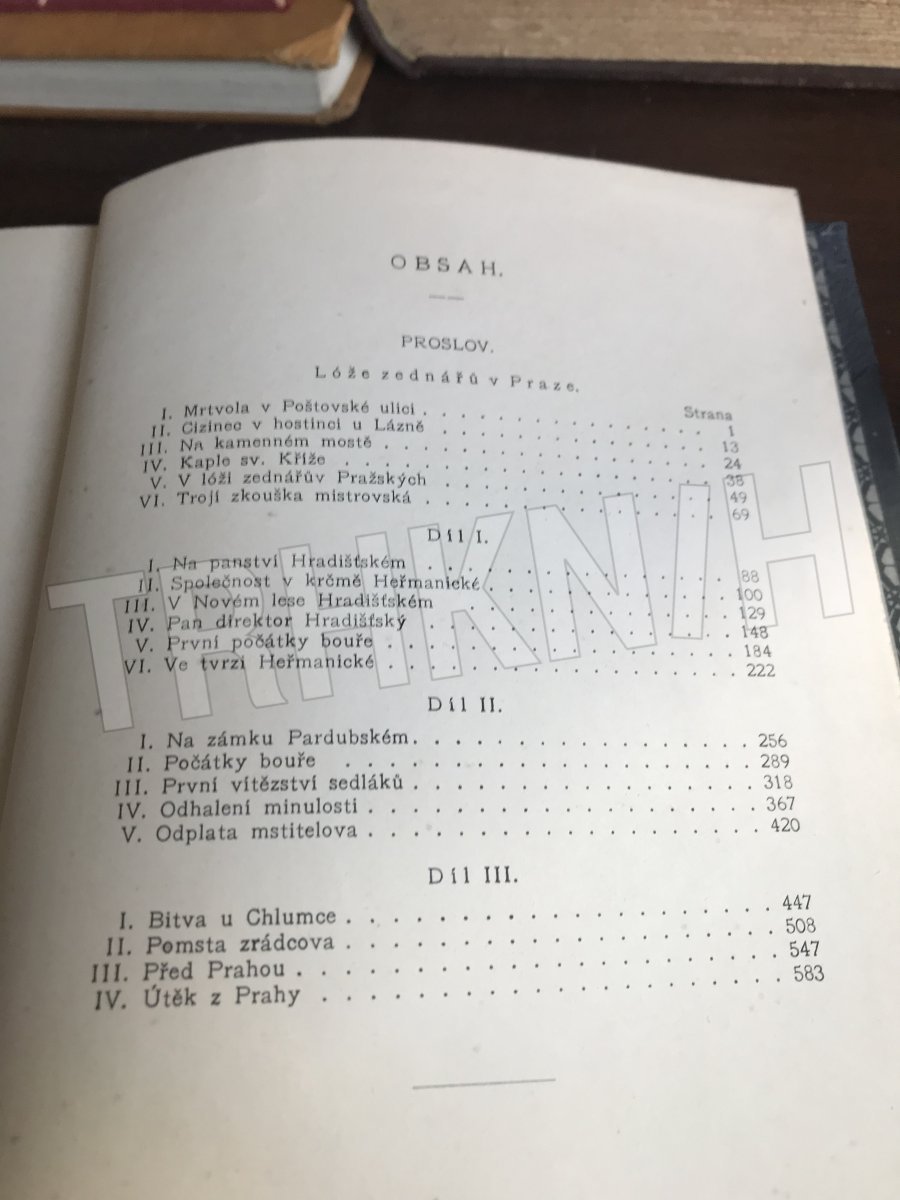 OBSAH.
PROSLOV.
Lóže zednářů v Praze.
Strana
I. Mrtvola v Poštovské ulici . . . . . . . . . . . 1
II. Cizinec v hostinci u Lázně . . . . . . . . . . . 13
III. Na kamenném mostě . . . . . . . . . . . 24
IV. Kaple sv. Kříže . . . . . . . . . . . 38
V. V lóži zednářův Pražských . . . . . . . . . . . 49
VI. Trojí zkouška mistrovská . . . . . . . . . . . 69
Díl I.
I. Na panství Hradišťském . . . . . . . . . . . 88
II. Společnost v krčmě Heřmanické . . . . . . . . . . . 100
III. V Novém lese Hradišťském . . . . . . . . . . . 129
IV. Pan direktor Hradišťský . . . . . . . . . . . 148
V. První počátky bouře . . . . . . . . . . . 184
VI. Ve tvrzi Heřmanické . . . . . . . . . . . 222
Díl II.
I. Na zámku Pardubském . . . . . . . . . . . 256
II. Počátky bouře . . . . . . . . . . . 289
III. První vítězství sedláků . . . . . . . . . . . 318
IV. Odhalení minulosti . . . . . . . . . . . 367
V. Odplata mstitelova . . . . . . . . . . . 420
Díl III.
I. Bitva u Chlumce . . . . . . . . . . . 447
II. Pomsta zrádcova . . . . . . . . . . . 508
III. Před Prahou . . . . . . . . . . . 547
IV. Útěk z Prahy . . . . . . . . . . . 583
TRHKNIH